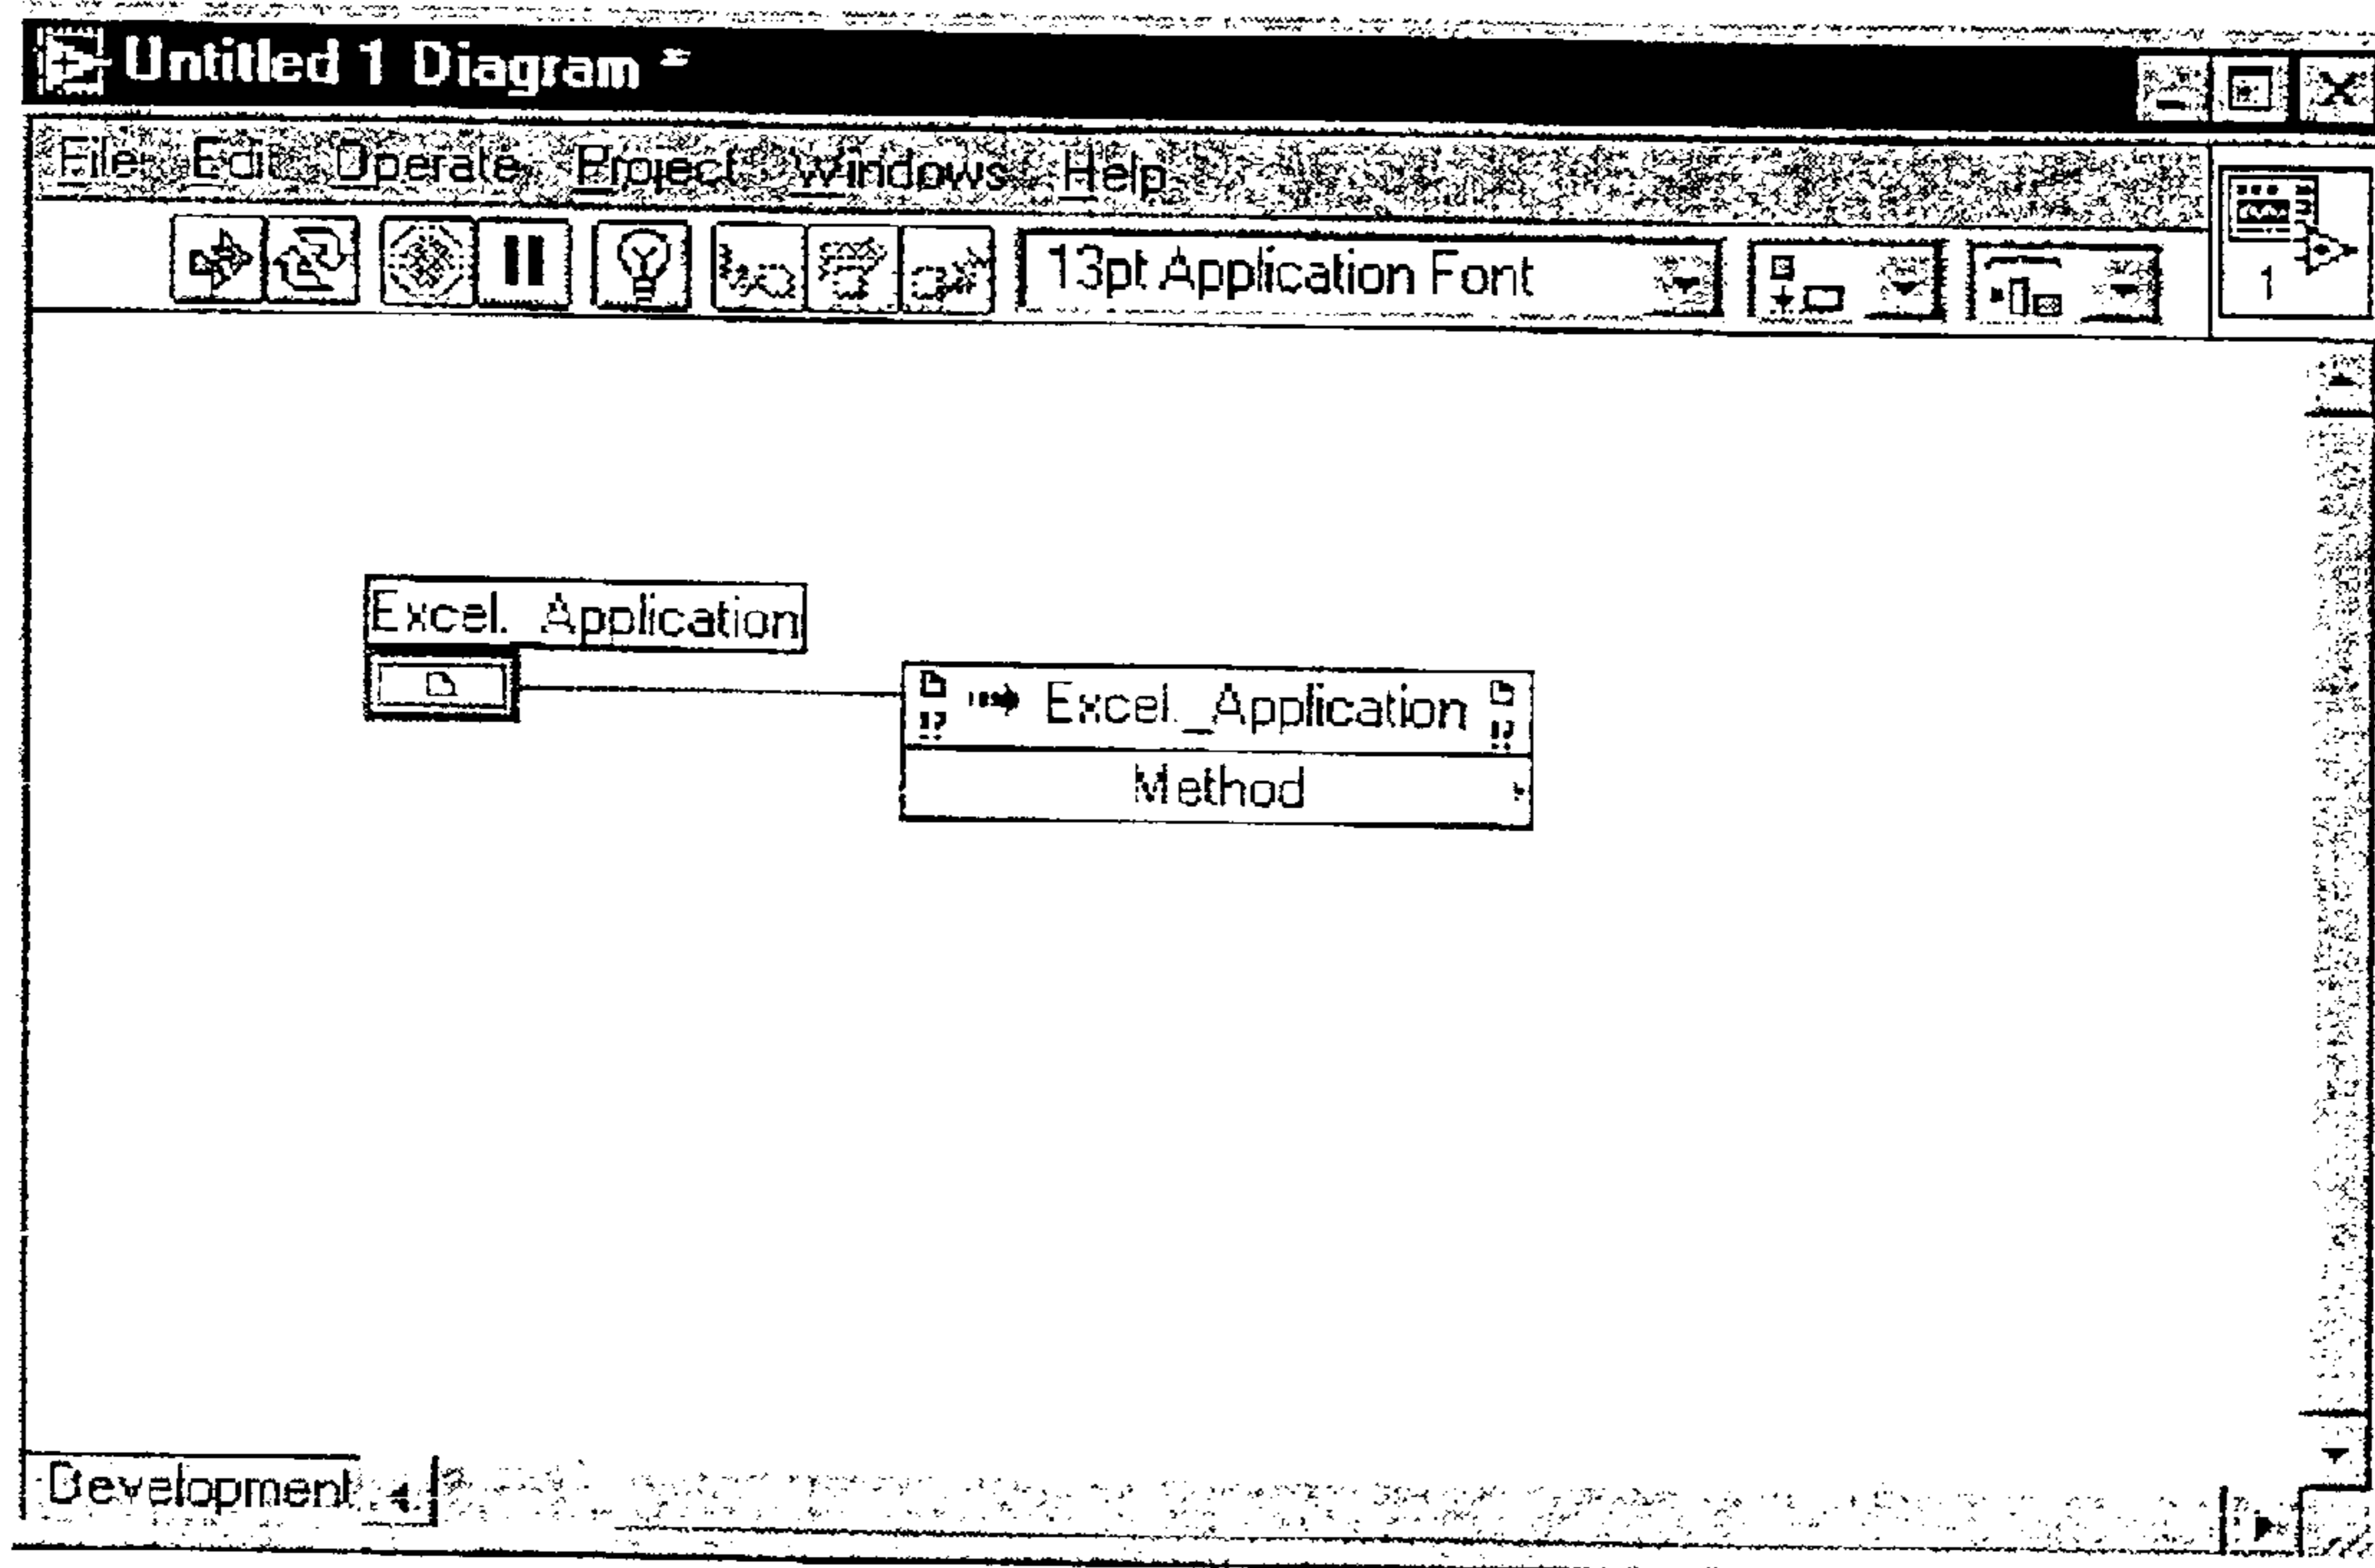 Untitled 1 Diagram *
File Edit Operate Project Windows Help
13pt Application Font
1
Excel._Application
Excel._Application
Method
Development